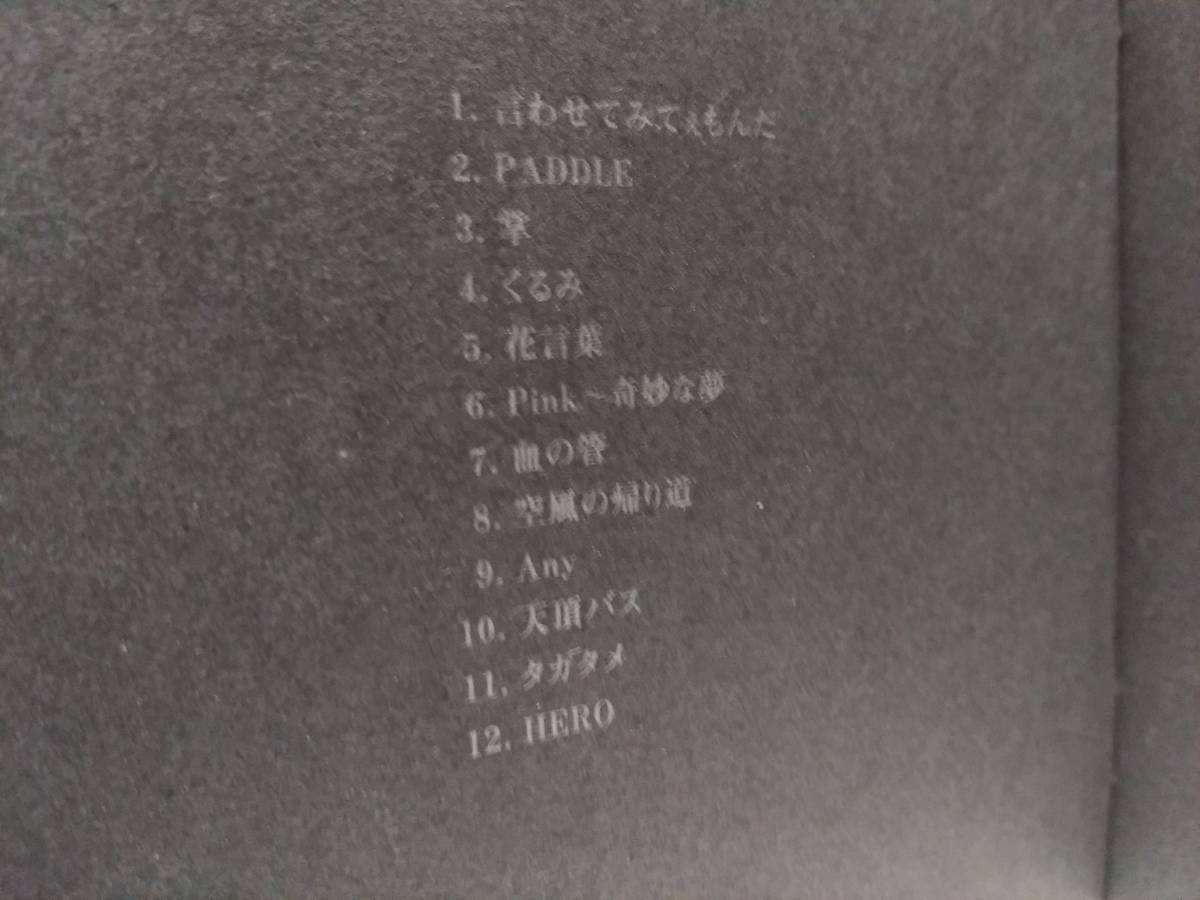 1. 言わせてみてぇもんだ
2. PADDLE
3. 掌
4. くるみ
5. 花言葉
6. Pink～奇妙な夢
7. 血の管
8. 空風の帰り道
9. Any
10. 天頂バス
11. タガタメ
12. HERO